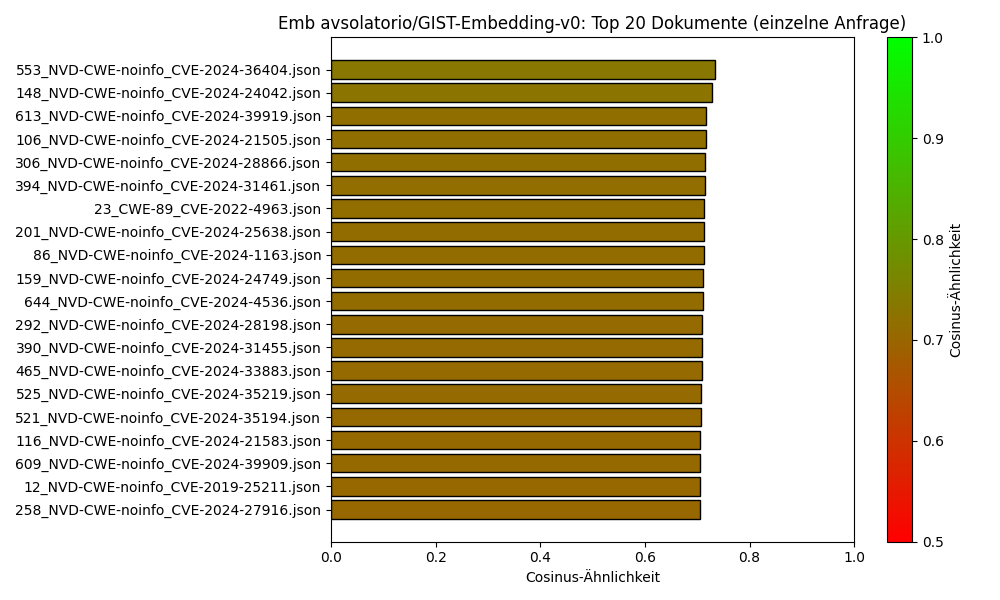 Emb avsolatorio/GIST-Embedding-v0: Top 20 Dokumente (einzelne Anfrage)
553_NVD-CWE-noinfo_CVE-2024-36404.json
148_NVD-CWE-noinfo_CVE-2024-24042.json
613_NVD-CWE-noinfo_CVE-2024-39919.json
106_NVD-CWE-noinfo_CVE-2024-21505.json
306_NVD-CWE-noinfo_CVE-2024-28866.json
394_NVD-CWE-noinfo_CVE-2024-31461.json
23_CWE-89_CVE-2022-4963.json
201_NVD-CWE-noinfo_CVE-2024-25638.json
86_NVD-CWE-noinfo_CVE-2024-1163.json
159_NVD-CWE-noinfo_CVE-2024-24749.json
644_NVD-CWE-noinfo_CVE-2024-4536.json
292_NVD-CWE-noinfo_CVE-2024-28198.json
390_NVD-CWE-noinfo_CVE-2024-31455.json
465_NVD-CWE-noinfo_CVE-2024-33883.json
525_NVD-CWE-noinfo_CVE-2024-35219.json
521_NVD-CWE-noinfo_CVE-2024-35194.json
116_NVD-CWE-noinfo_CVE-2024-21583.json
609_NVD-CWE-noinfo_CVE-2024-39909.json
12_NVD-CWE-noinfo_CVE-2019-25211.json
258_NVD-CWE-noinfo_CVE-2024-27916.json
0.0 0.2 0.4 0.6 0.8 1.0
Cosinus-Ähnlichkeit
1.0
0.9
0.8
0.7
0.6
0.5
Cosinus-Ähnlichkeit